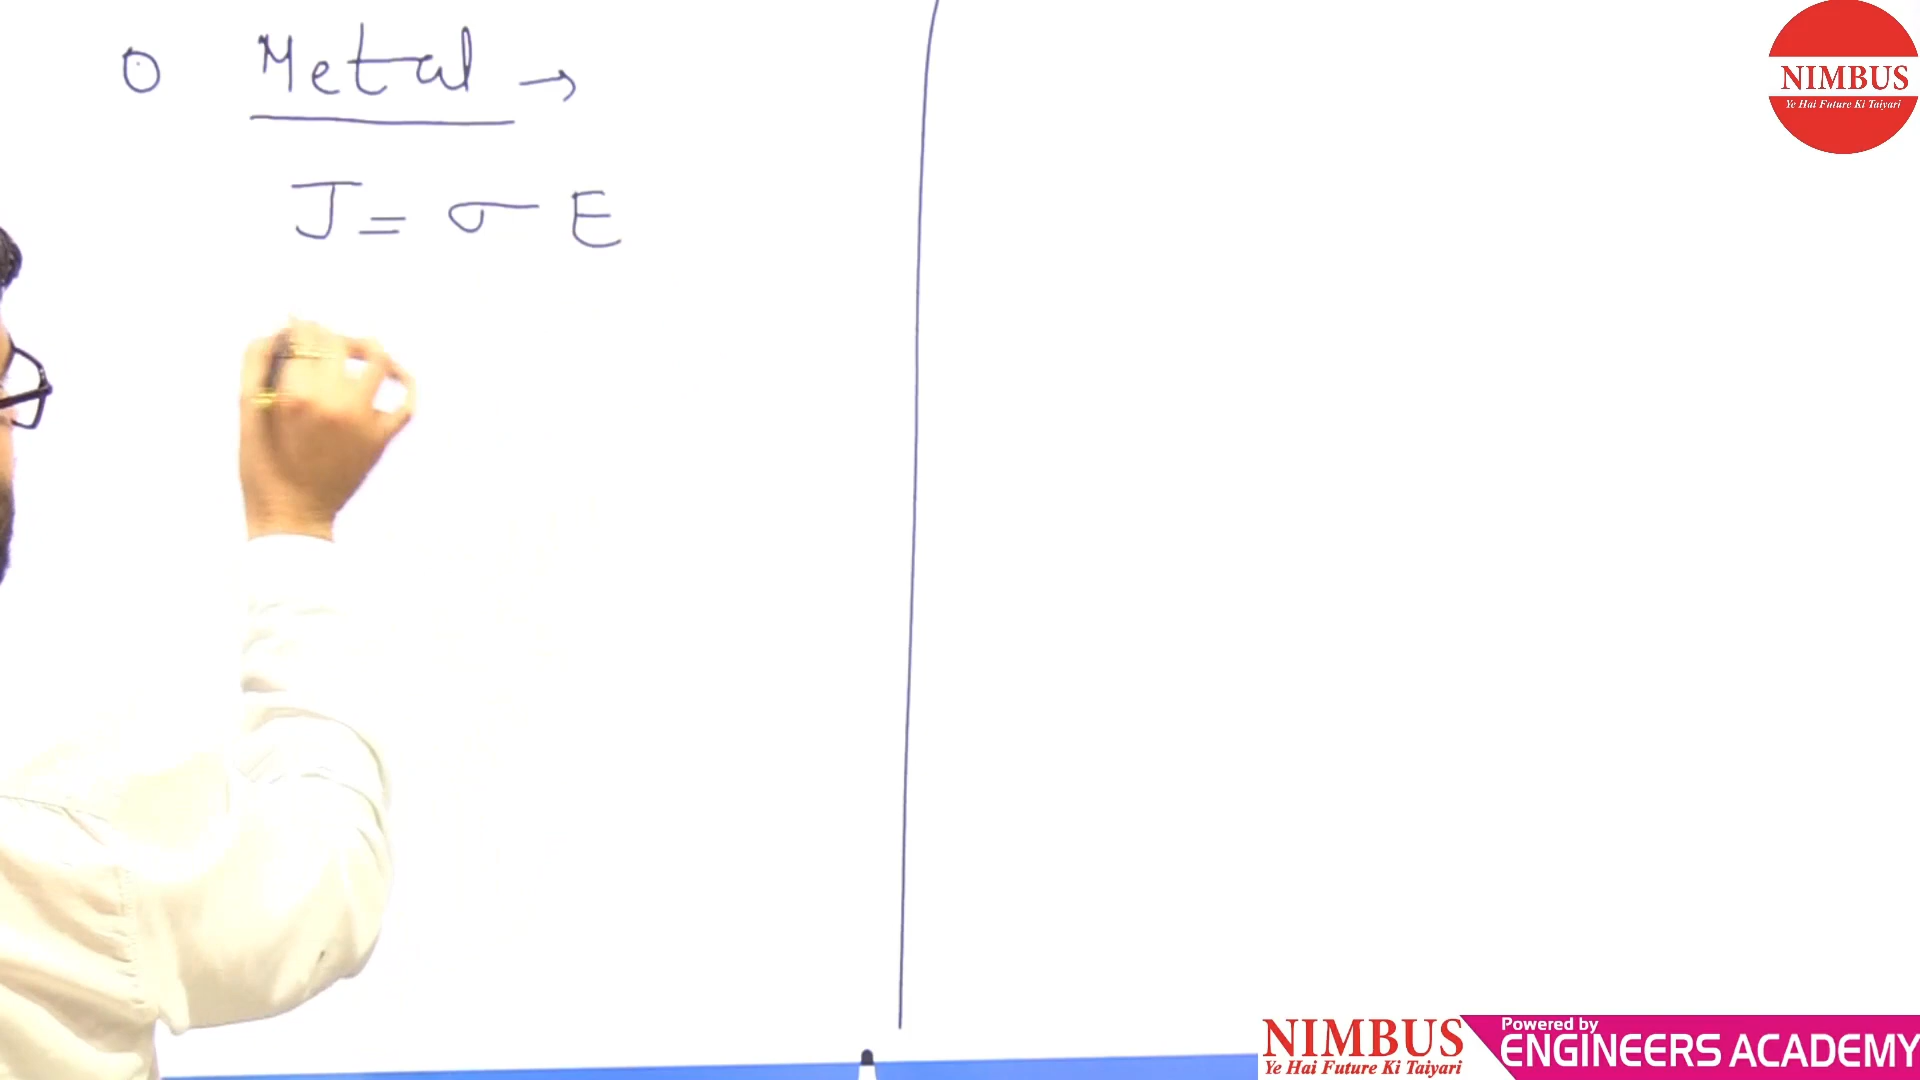 O Metal →
J = σ E
NIMBUS
Ye Hai Future Ki Taiyari
NIMBUS
Ye Hai Future Ki Taiyari
Powered by
ENGINEERS ACADEMY